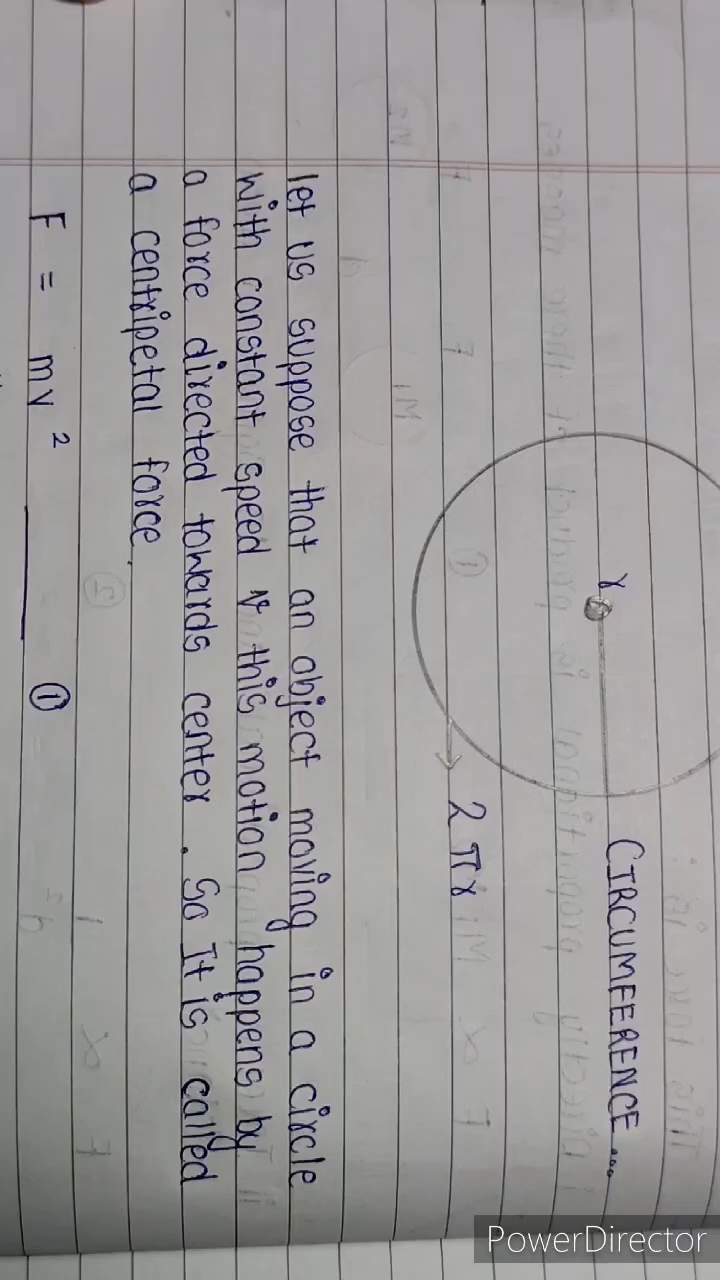 CIRCUMFERENCE...
r
2πr
let us suppose that an object moving in a circle
with constant speed v this motion happens by
a force directed towards center. So It is called
a centripetal force.
F = mv² ——— ①
PowerDirector